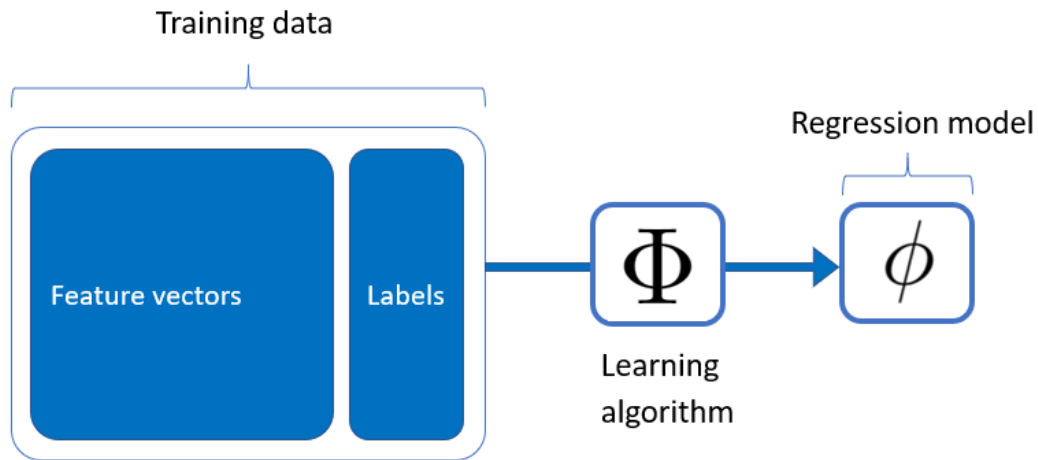 Training data
Regression model
Feature vectors
Labels
Φ
ϕ
Learning
algorithm